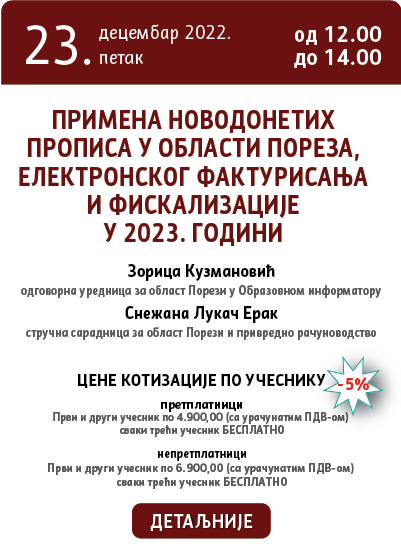 23. децембар 2022.
петак
од 12.00
до 14.00
ПРИМЕНА НОВОДОНЕТИХ
ПРОПИСА У ОБЛАСТИ ПОРЕЗА,
ЕЛЕКТРОНСКОГ ФАКТУРИСАЊА
И ФИСКАЛИЗАЦИЈЕ
У 2023. ГОДИНИ
Зорица Кузмановић
одговорна уредница за област Порези у Образовном информатору
Снежана Лукач Ерак
стручна сарадница за област Порези и привредно рачуноводство
ЦЕНЕ КОТИЗАЦИЈЕ ПО УЧЕСНИКУ
-5%
претплатници
Први и други учесник по 4.900,00 (са урачунатим ПДВ-ом)
сваки трећи учесник БЕСПЛАТНО
непретплатници
Први и други учесник по 6.900,00 (са урачунатим ПДВ-ом)
сваки трећи учесник БЕСПЛАТНО
ДЕТАЉНИЈЕ